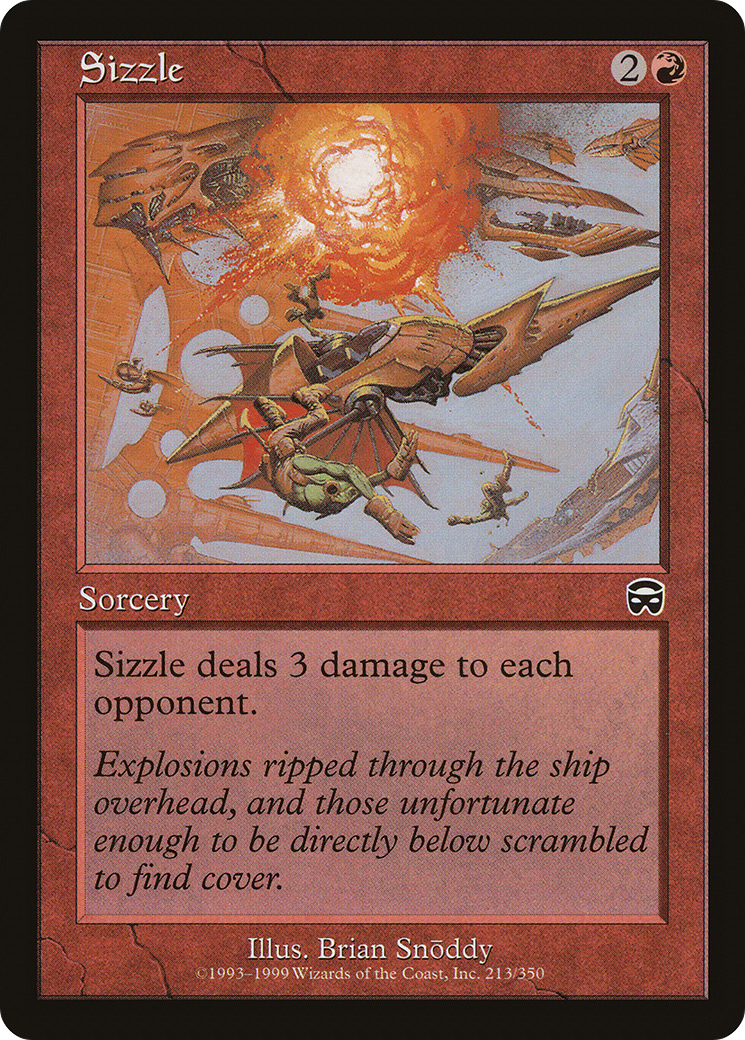 Sizzle
2
Sorcery
Sizzle deals 3 damage to each
opponent.
Explosions ripped through the ship
overhead, and those unfortunate
enough to be directly below scrambled
to find cover.
Illus. Brian Snōddy
©1993–1999 Wizards of the Coast, Inc. 213/350